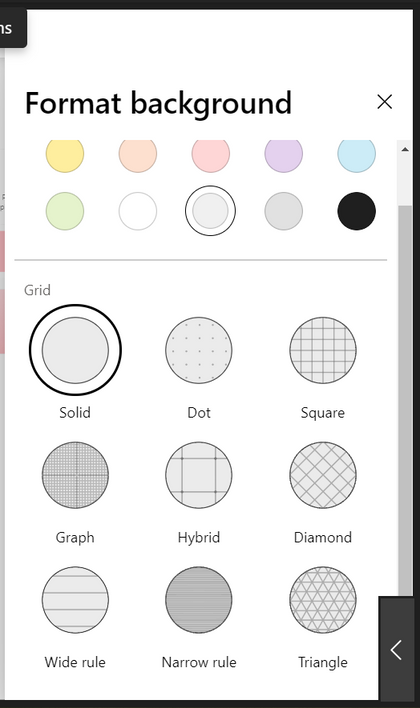 ns
Format background
Grid
Solid Dot Square
Graph Hybrid Diamond
Wide rule Narrow rule Triangle